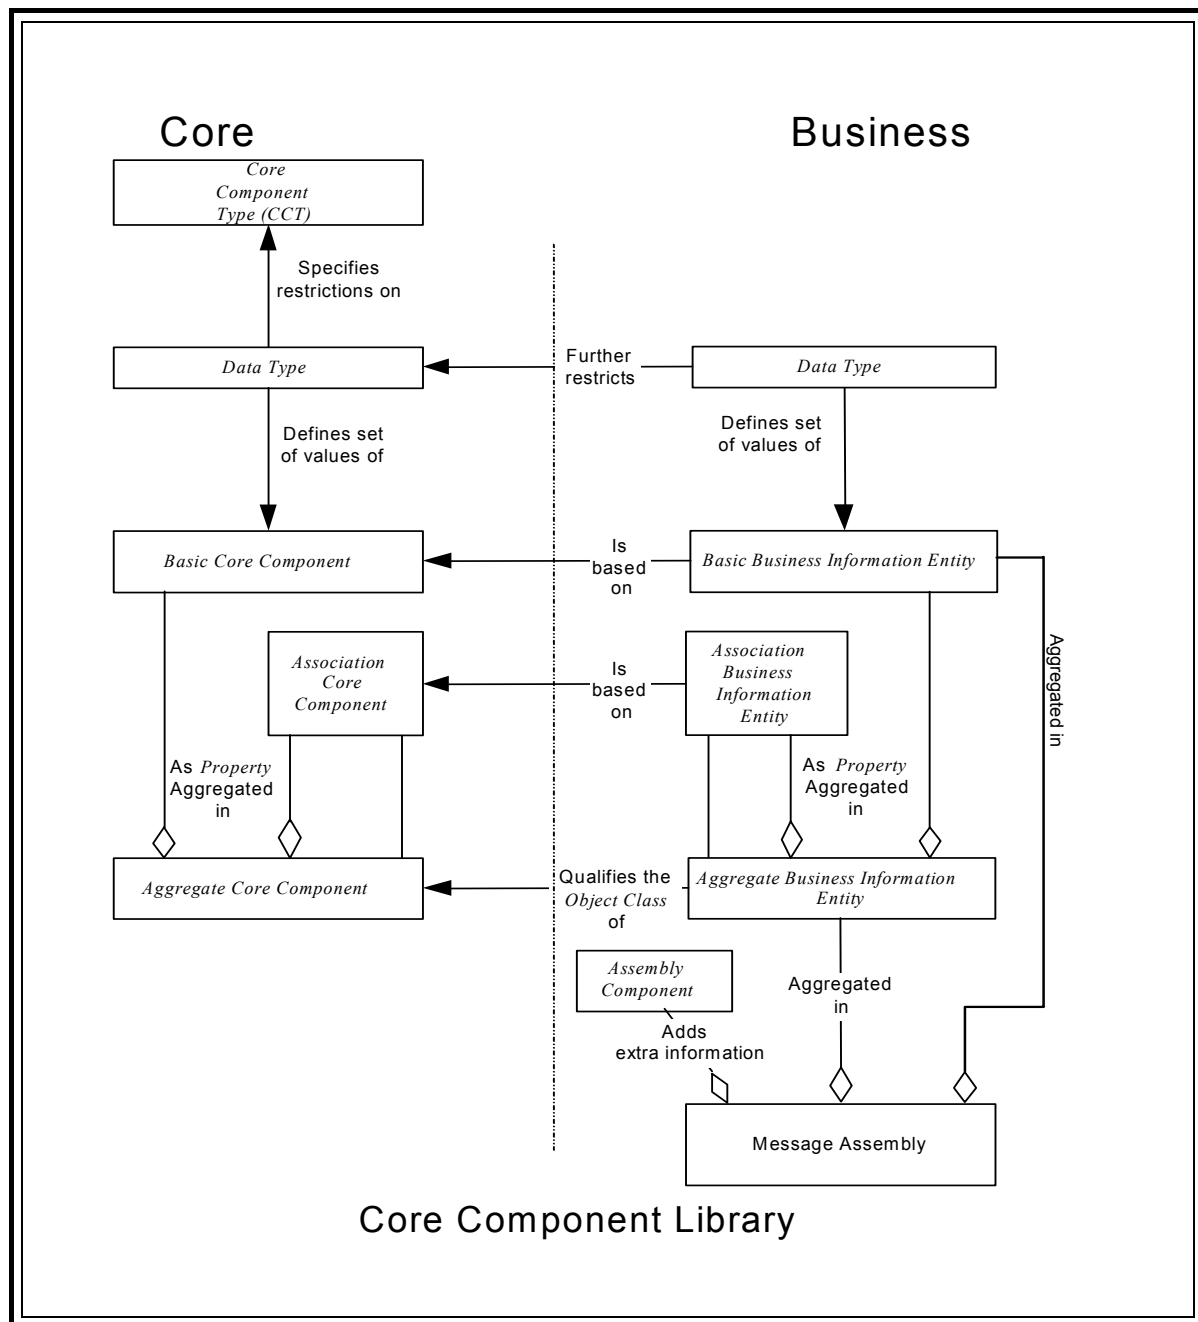 Core
Business
Core
Component
Type (CCT)
Specifies
restrictions on
Data Type
Further
restricts
Data Type
Defines set
of values of
Defines set
of values of
Basic Core Component
Is
based
on
Basic Business Information Entity
Association
Core
Component
Is
based
on
Association
Business
Information
Entity
Aggregated in
As Property
Aggregated
in
As Property
Aggregated
in
Aggregate Core Component
Qualifies the
Object Class
of
Aggregate Business Information
Entity
Assembly
Component
Aggregated
in
Adds
extra information
Message Assembly
Core Component Library